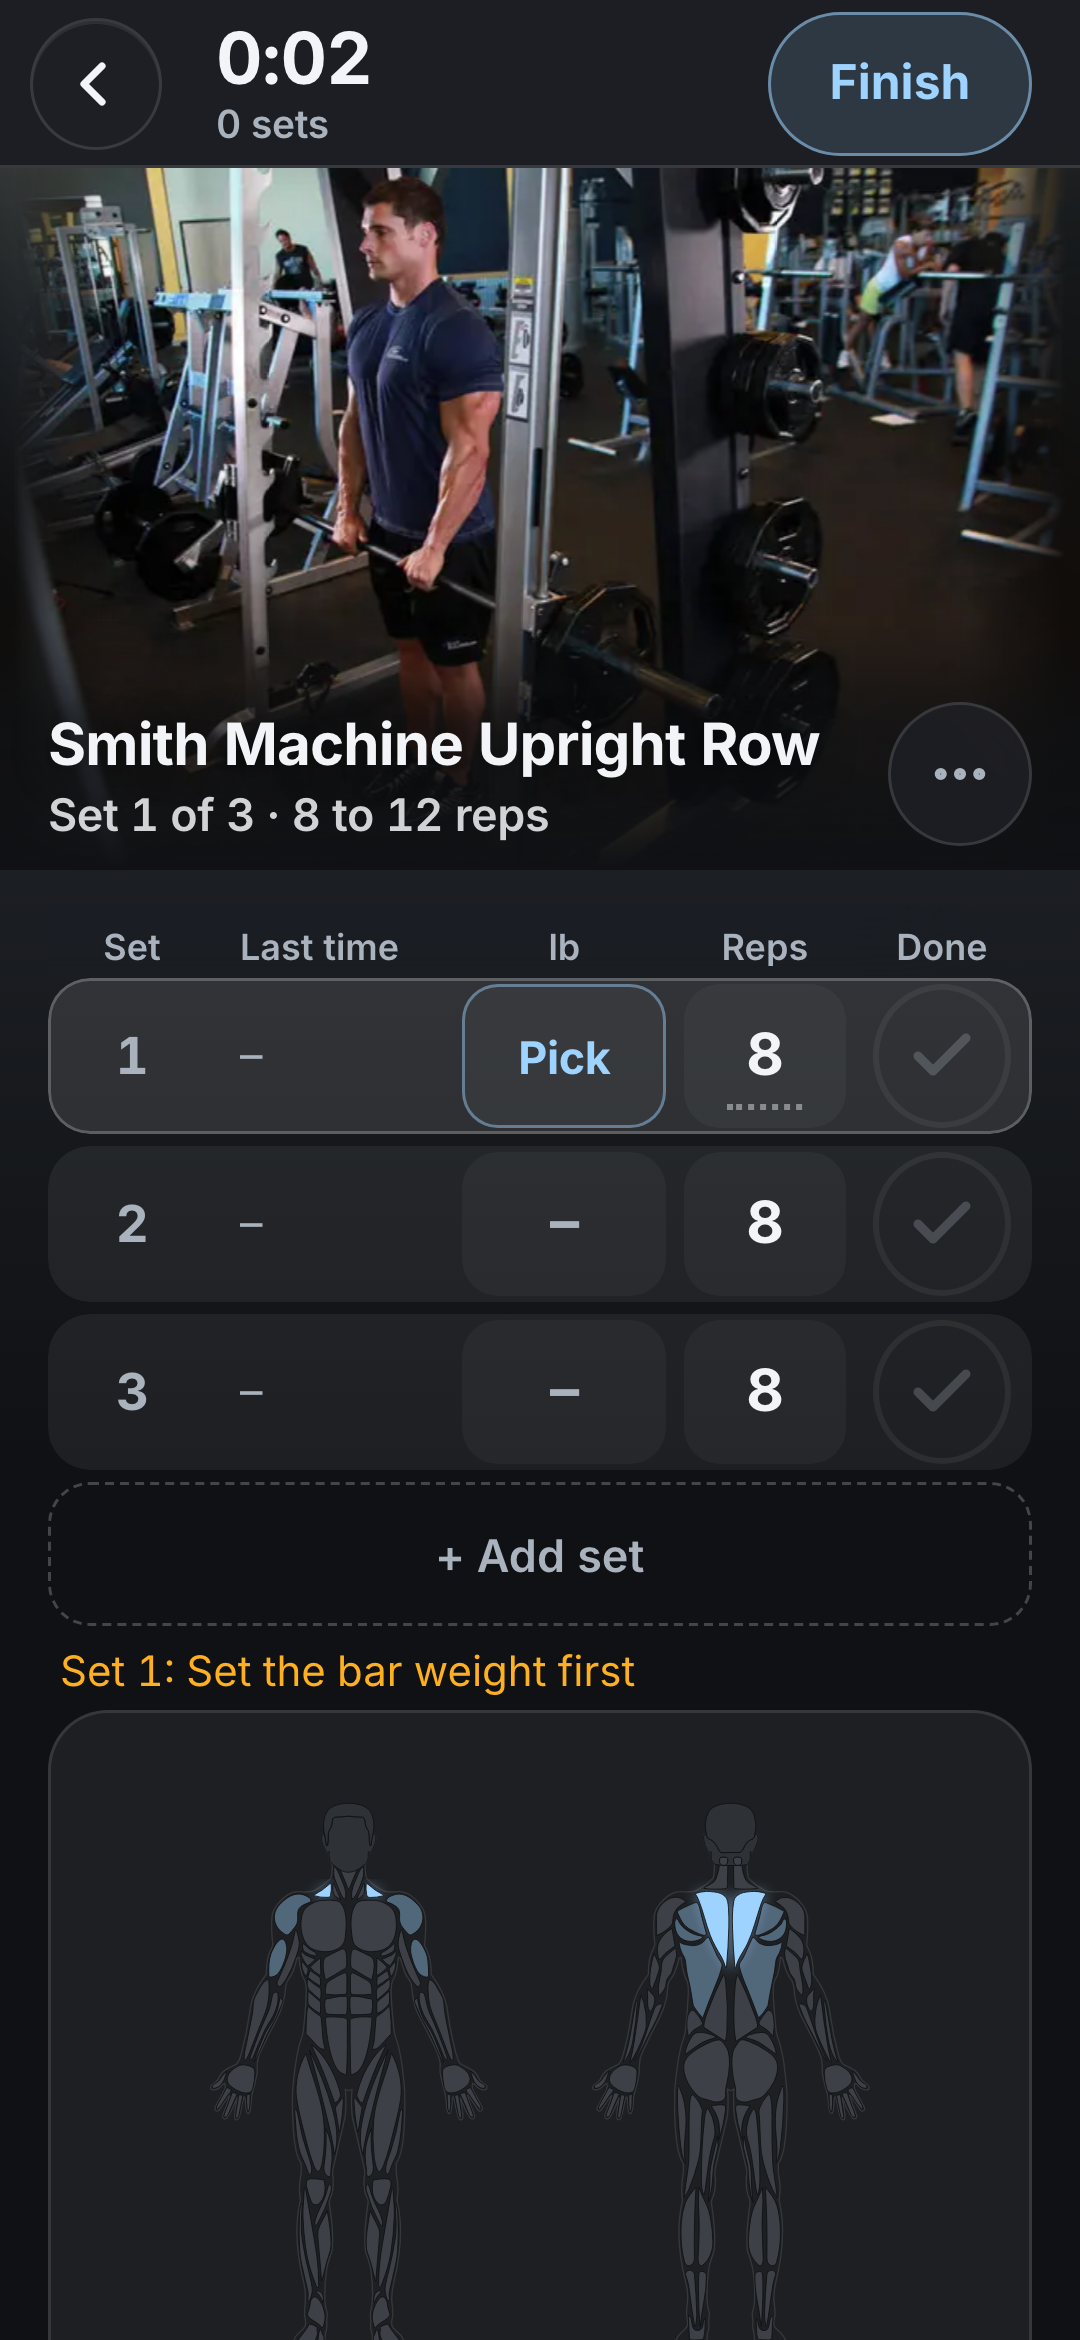 0:02
0 sets
Finish
Smith Machine Upright Row
Set 1 of 3 · 8 to 12 reps
Set Last time lb Reps Done
1 – Pick 8
2 – – 8
3 – – 8
+ Add set
Set 1: Set the bar weight first